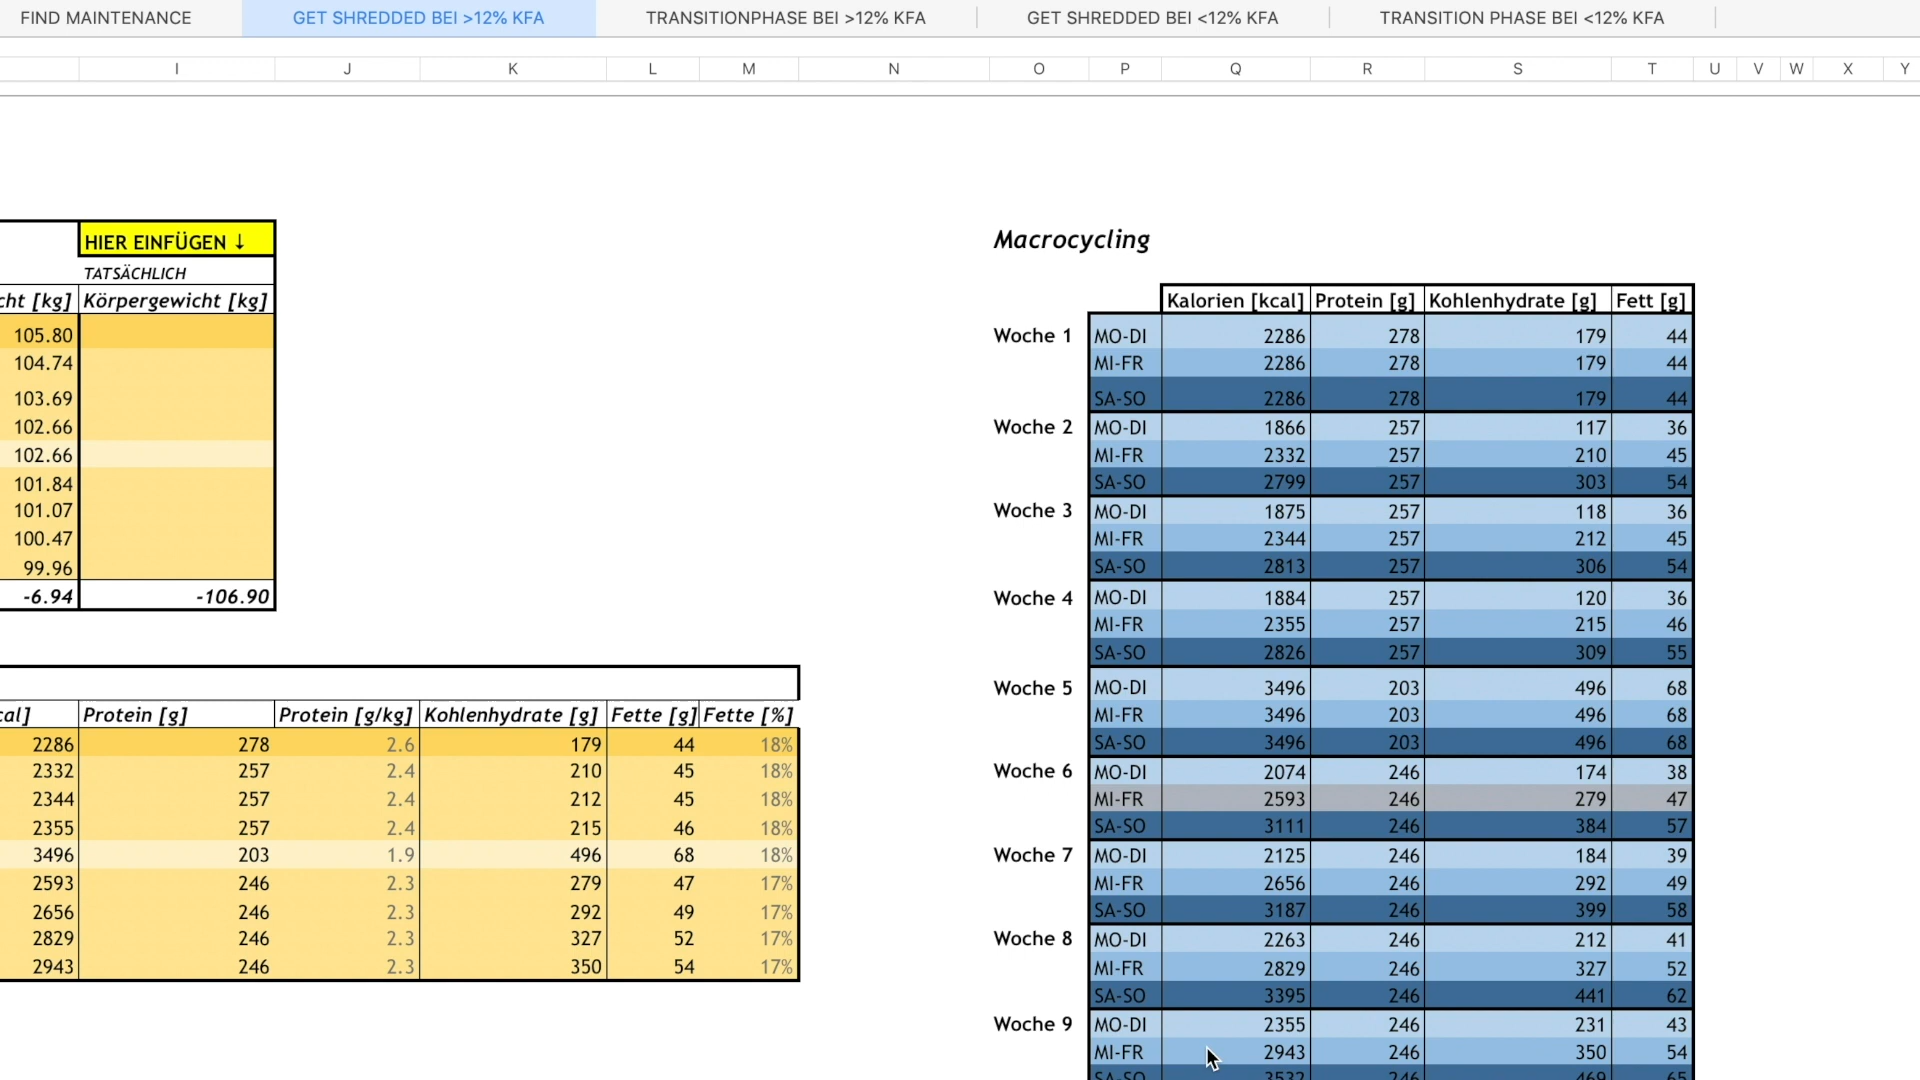 FIND MAINTENANCE GET SHREDDED BEI >12% KFA TRANSITIONPHASE BEI >12% KFA GET SHREDDED BEI <12% KFA TRANSITION PHASE BEI <12% KFA
I J K L M N O P Q R S T U V W X Y
HIER EINFÜGEN ↓
TATSÄCHLICH
cht [kg] Körpergewicht [kg]
105.80
104.74
103.69
102.66
102.66
101.84
101.07
100.47
99.96
-6.94 -106.90
cal] Protein [g] Protein [g/kg] Kohlenhydrate [g] Fette [g] Fette [%]
2286 278 2.6 179 44 18%
2332 257 2.4 210 45 18%
2344 257 2.4 212 45 18%
2355 257 2.4 215 46 18%
3496 203 1.9 496 68 18%
2593 246 2.3 279 47 17%
2656 246 2.3 292 49 17%
2829 246 2.3 327 52 17%
2943 246 2.3 350 54 17%
Macrocycling
Kalorien [kcal] Protein [g] Kohlenhydrate [g] Fett [g]
Woche 1 MO-DI 2286 278 179 44
MI-FR 2286 278 179 44
SA-SO 2286 278 179 44
Woche 2 MO-DI 1866 257 117 36
MI-FR 2332 257 210 45
SA-SO 2799 257 303 54
Woche 3 MO-DI 1875 257 118 36
MI-FR 2344 257 212 45
SA-SO 2813 257 306 54
Woche 4 MO-DI 1884 257 120 36
MI-FR 2355 257 215 46
SA-SO 2826 257 309 55
Woche 5 MO-DI 3496 203 496 68
MI-FR 3496 203 496 68
SA-SO 3496 203 496 68
Woche 6 MO-DI 2074 246 174 38
MI-FR 2593 246 279 47
SA-SO 3111 246 384 57
Woche 7 MO-DI 2125 246 184 39
MI-FR 2656 246 292 49
SA-SO 3187 246 399 58
Woche 8 MO-DI 2263 246 212 41
MI-FR 2829 246 327 52
SA-SO 3395 246 441 62
Woche 9 MO-DI 2355 246 231 43
MI-FR 2943 246 350 54
SA-SO 3532 246 469 65